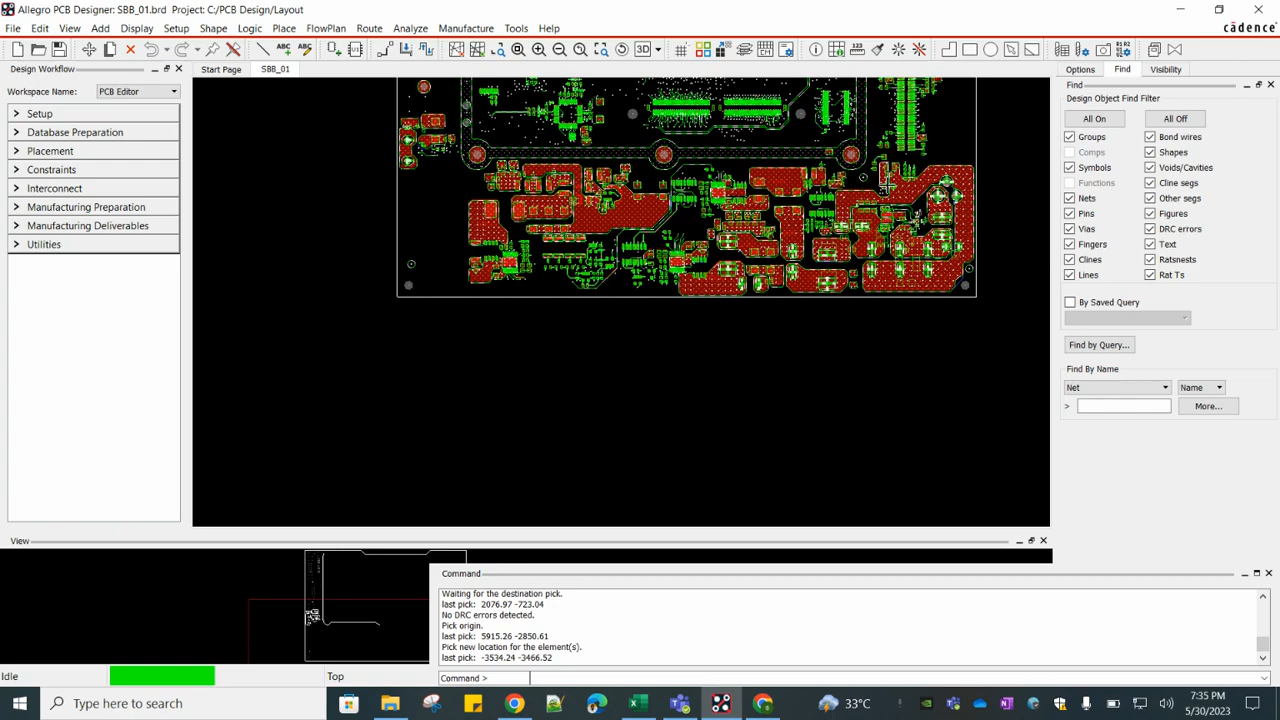 Allegro PCB Designer: SBB_01.brd  Project: C:/PCB Design/Layout
File Edit View Add Display Setup Shape Logic Place FlowPlan Route Analyze Manufacture Tools Help
cādence
3D
Design Workflow
Start Page SBB_01
Options Find Visibility
Workspace Name: PCB Editor
Find
Setup
Database Preparation
Placement
Constraints
Interconnect
Manufacturing Preparation
Manufacturing Deliverables
Utilities
Design Object Find Filter
All On All Off
Groups Bond wires
Comps Shapes
Symbols Voids/Cavities
Functions Cline segs
Nets Other segs
Pins Figures
Vias DRC errors
Fingers Text
Clines Ratsnests
Lines Rat Ts
By Saved Query
Find by Query...
Find By Name
Net Name
> More...
View
Command
Waiting for the destination pick.
last pick: 2076.97 -723.04
No DRC errors detected.
Pick origin.
last pick: 5915.26 -2850.61
Pick new location for the element(s).
last pick: -3534.24 -3466.52
Idle Top Command >
Type here to search
33°C
7:35 PM
5/30/2023